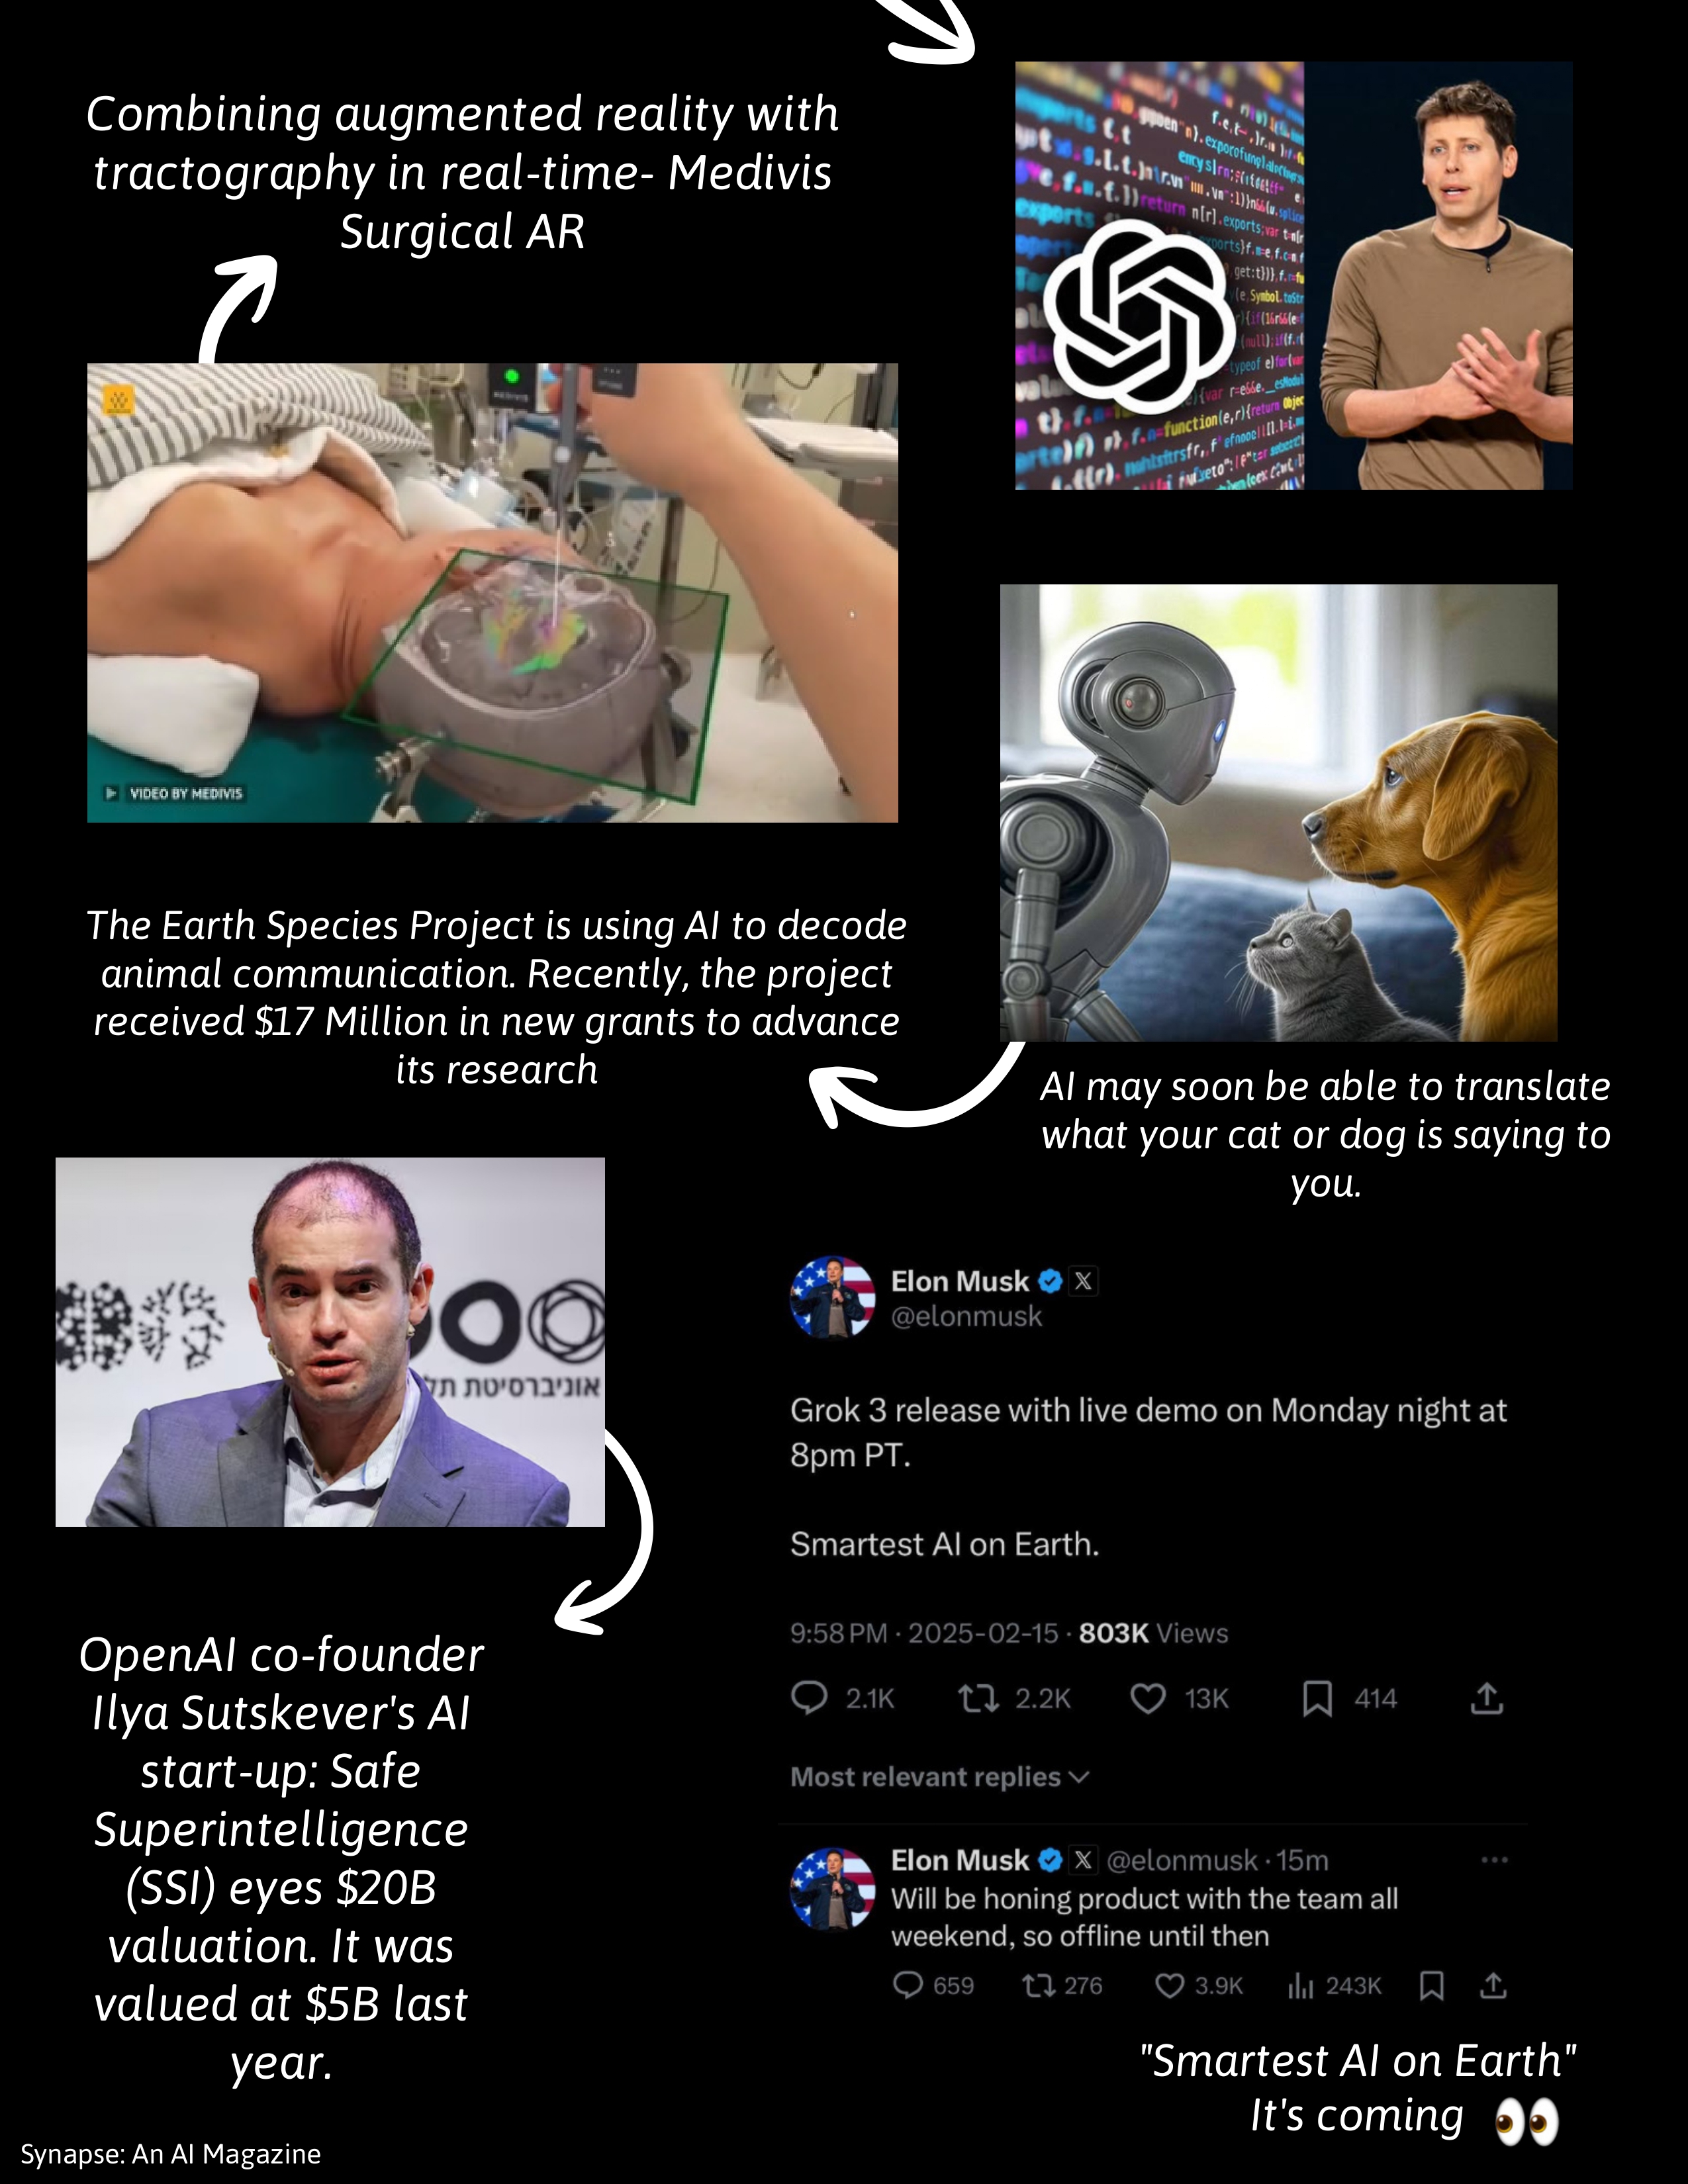 Combining augmented reality with
tractography in real-time- Medivis
Surgical AR
MEDIVIS
VIDEO BY MEDIVIS
The Earth Species Project is using AI to decode
animal communication. Recently, the project
received $17 Million in new grants to advance
its research
AI may soon be able to translate
what your cat or dog is saying to
you.
אוניברסיטת תל
OpenAI co-founder
Ilya Sutskever's AI
start-up: Safe
Superintelligence
(SSI) eyes $20B
valuation. It was
valued at $5B last
year.
Elon Musk
@elonmusk
Grok 3 release with live demo on Monday night at
8pm PT.
Smartest AI on Earth.
9:58 PM · 2025-02-15 · 803K Views
2.1K 2.2K 13K 414
Most relevant replies
Elon Musk @elonmusk · 15m
Will be honing product with the team all
weekend, so offline until then
659 276 3.9K 243K
"Smartest AI on Earth"
It's coming 👀
Synapse: An AI Magazine